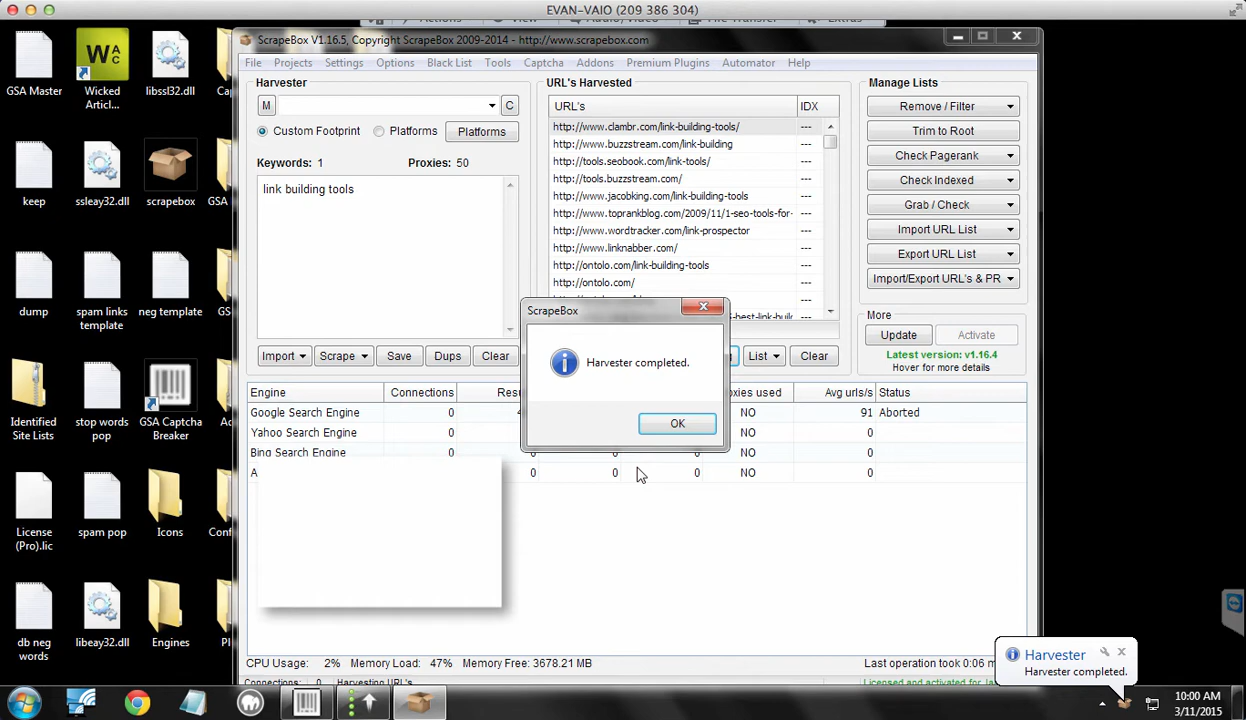 EVAN-VAIO (209 386 304)
ScrapeBox V1.16.5, Copyright ScrapeBox 2009-2014 - http://www.scrapebox.com
File Projects Settings Options Black List Tools Captcha Addons Premium Plugins Automator Help
Harvester
M
C
Custom Footprint
Platforms
Platforms
Keywords: 1
Proxies: 50
link building tools
Import
Scrape
Save
Dups
Clear
URL's Harvested
URL's
IDX
http://www.clambr.com/link-building-tools/ ---
http://www.buzzstream.com/link-building ---
http://tools.seobook.com/link-tools/ ---
http://tools.buzzstream.com/ ---
http://www.jacobking.com/link-building-tools ---
http://www.toprankblog.com/2009/11/1-seo-tools-for- ---
http://www.wordtracker.com/link-prospector ---
http://www.linknabber.com/ ---
http://ontolo.com/link-building-tools ---
http://ontolo.com/ ---
List
Clear
Manage Lists
Remove / Filter
Trim to Root
Check Pagerank
Check Indexed
Grab / Check
Import URL List
Export URL List
Import/Export URL's & PR
More
Update
Activate
Latest version: v1.16.4
Hover for more details
ScrapeBox
Harvester completed.
OK
Engine Connections Avg urls/s Status
Google Search Engine 0 NO 91 Aborted
Yahoo Search Engine 0 NO 0
Bing Search Engine 0 0 0 0 NO 0
A 0 0 0 NO 0
CPU Usage: 2% Memory Load: 47% Memory Free: 3678.21 MB
Last operation took 0:06 m
Harvester
Harvester completed.
GSA Master
Wicked Articl...
libssl32.dll
keep
ssleay32.dll
scrapebox
GSA
dump
spam links template
neg template
Identified Site Lists
stop words pop
GSA Captcha Breaker
License (Pro).lic
spam pop
Icons
db neg words
libeay32.dll
Engines
10:00 AM
3/11/2015